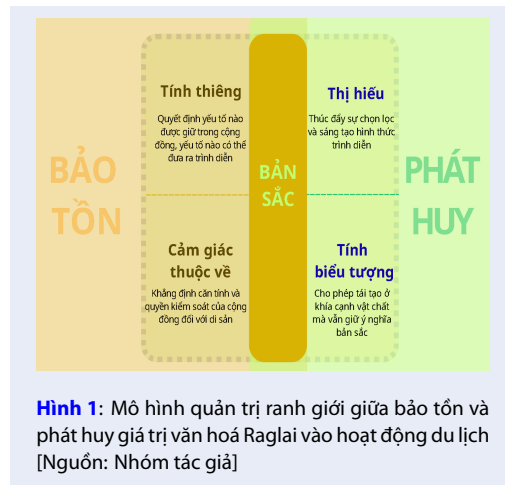 BẢO
TỒN
Tính thiêng
Quyết định yếu tố nào
được giữ trong cộng
đồng, yếu tố nào có thể
đưa ra trình diễn
Cảm giác
thuộc về
Khẳng định căn tính và
quyền kiểm soát của cộng
đồng đối với di sản
BẢN
SẮC
Thị hiếu
Thúc đẩy sự chọn lọc
và sáng tạo hình thức
trình diễn
Tính
biểu tượng
Cho phép tái tạo ở
khía cạnh vật chất
mà vẫn giữ ý nghĩa
bản sắc
PHÁT
HUY
Hình 1: Mô hình quản trị ranh giới giữa bảo tồn và
phát huy giá trị văn hoá Raglai vào hoạt động du lịch
[Nguồn: Nhóm tác giả]